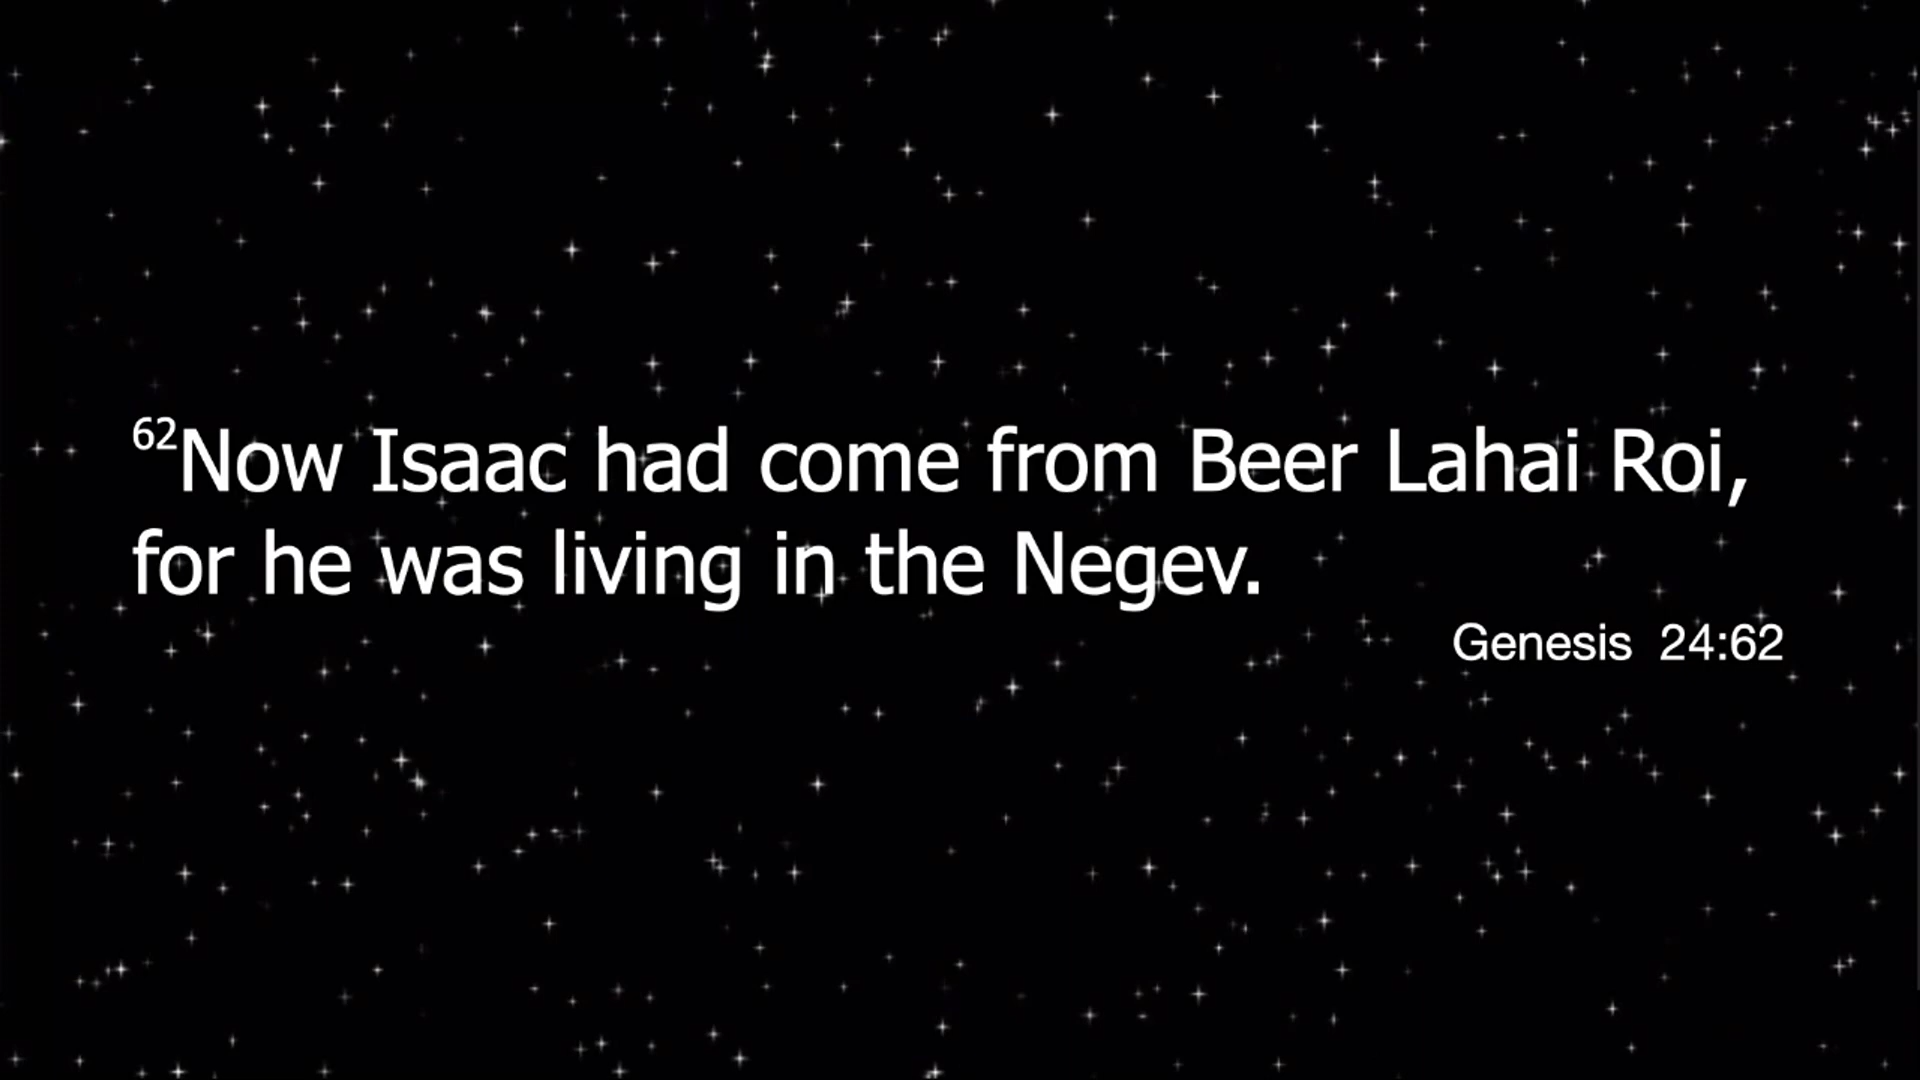 62Now Isaac had come from Beer Lahai Roi,
for he was living in the Negev.
Genesis 24:62